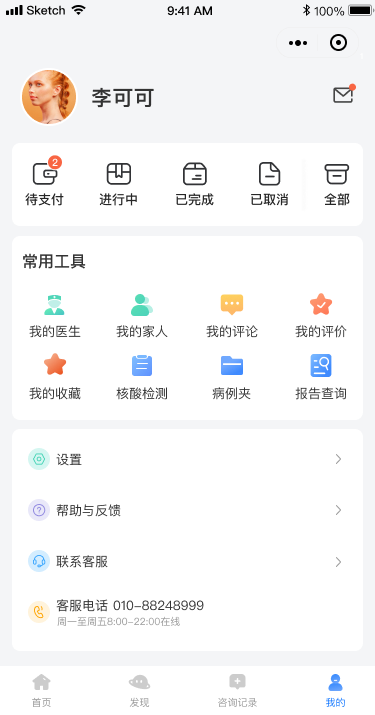 Sketch 9:41 AM 100%
李可可
2
待支付 进行中 已完成 已取消 全部
常用工具
我的医生 我的家人 我的评论 我的评价
我的收藏 核酸检测 病例夹 报告查询
设置
帮助与反馈
联系客服
客服电话 010-88248999
周一至周五8:00-22:00在线
首页 发现 咨询记录 我的